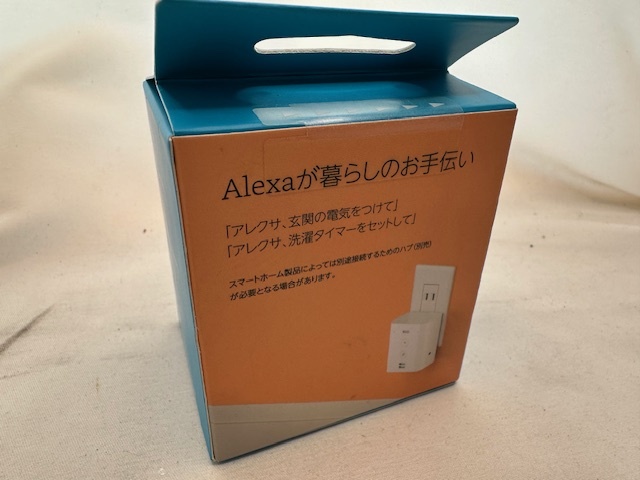 Alexaが暮らしのお手伝い
「アレクサ、玄関の電気をつけて」
「アレクサ、洗濯タイマーをセットして」
スマートホーム製品によっては別途接続するためのハブ(別売)
が必要となる場合があります。